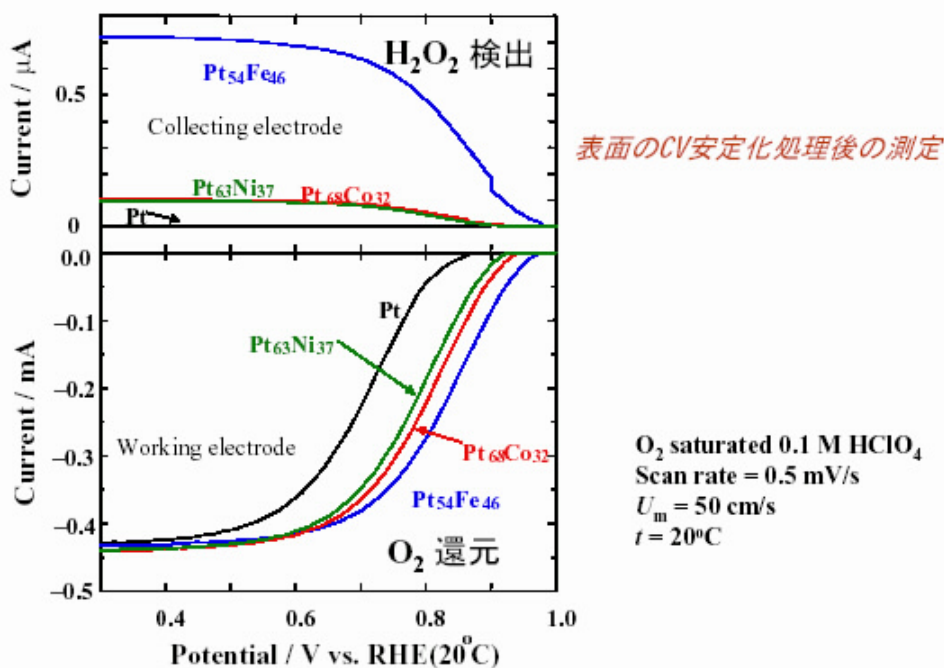 H₂O₂ 検出
Pt₅₄Fe₄₆
Collecting electrode
Pt₆₃Ni₃₇
Pt₆₈Co₃₂
Pt
Current / μA
0.5
0
表面のCV安定化処理後の測定
0.0
−0.1
−0.2
−0.3
−0.4
−0.5
Current / mA
Pt
Pt₆₃Ni₃₇
Working electrode
Pt₆₈Co₃₂
Pt₅₄Fe₄₆
O₂ 還元
O₂ saturated 0.1 M HClO₄
Scan rate = 0.5 mV/s
Uₘ = 50 cm/s
t = 20°C
0.4 0.6 0.8 1.0
Potential / V vs. RHE(20°C)